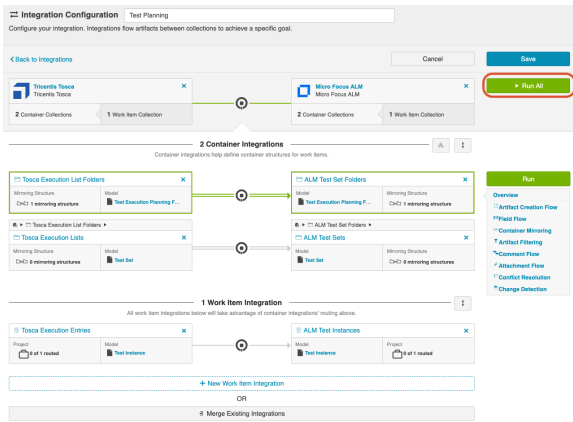 Integration Configuration Test Planning
Configure your integration. Integrations flow artifacts between collections to achieve a specific goal.
Back to Integrations Cancel Save
Tricentis Tosca × Micro Focus ALM × Run All
Tricentis Tosca Micro Focus ALM
2 Container Collections 1 Work Item Collection 2 Container Collections 1 Work Item Collection
2 Container Integrations
Container integrations help define container structures for work items.
Tosca Execution List Folders × ALM Test Set Folders × Run
Mirroring Structure Model Model Mirroring Structure Overview
1 mirroring structure Test Execution Planning F... Test Execution Planning F... 1 mirroring structure Artifact Creation Flow
Field Flow
Tosca Execution List Folders ALM Test Set Folders Container Mirroring
Tosca Execution Lists × ALM Test Sets × Artifact Filtering
Mirroring Structure Model Model Mirroring Structure Comment Flow
0 mirroring structures Test Set Test Set 0 mirroring structures Attachment Flow
Conflict Resolution
Change Detection
1 Work Item Integration
All work item integrations below will take advantage of container integrations' routing above.
Tosca Execution Entries × ALM Test Instances ×
Project Model Model Project
0 of 1 routed Test Instance Test Instance 0 of 1 routed
+ New Work Item Integration
OR
Merge Existing Integrations